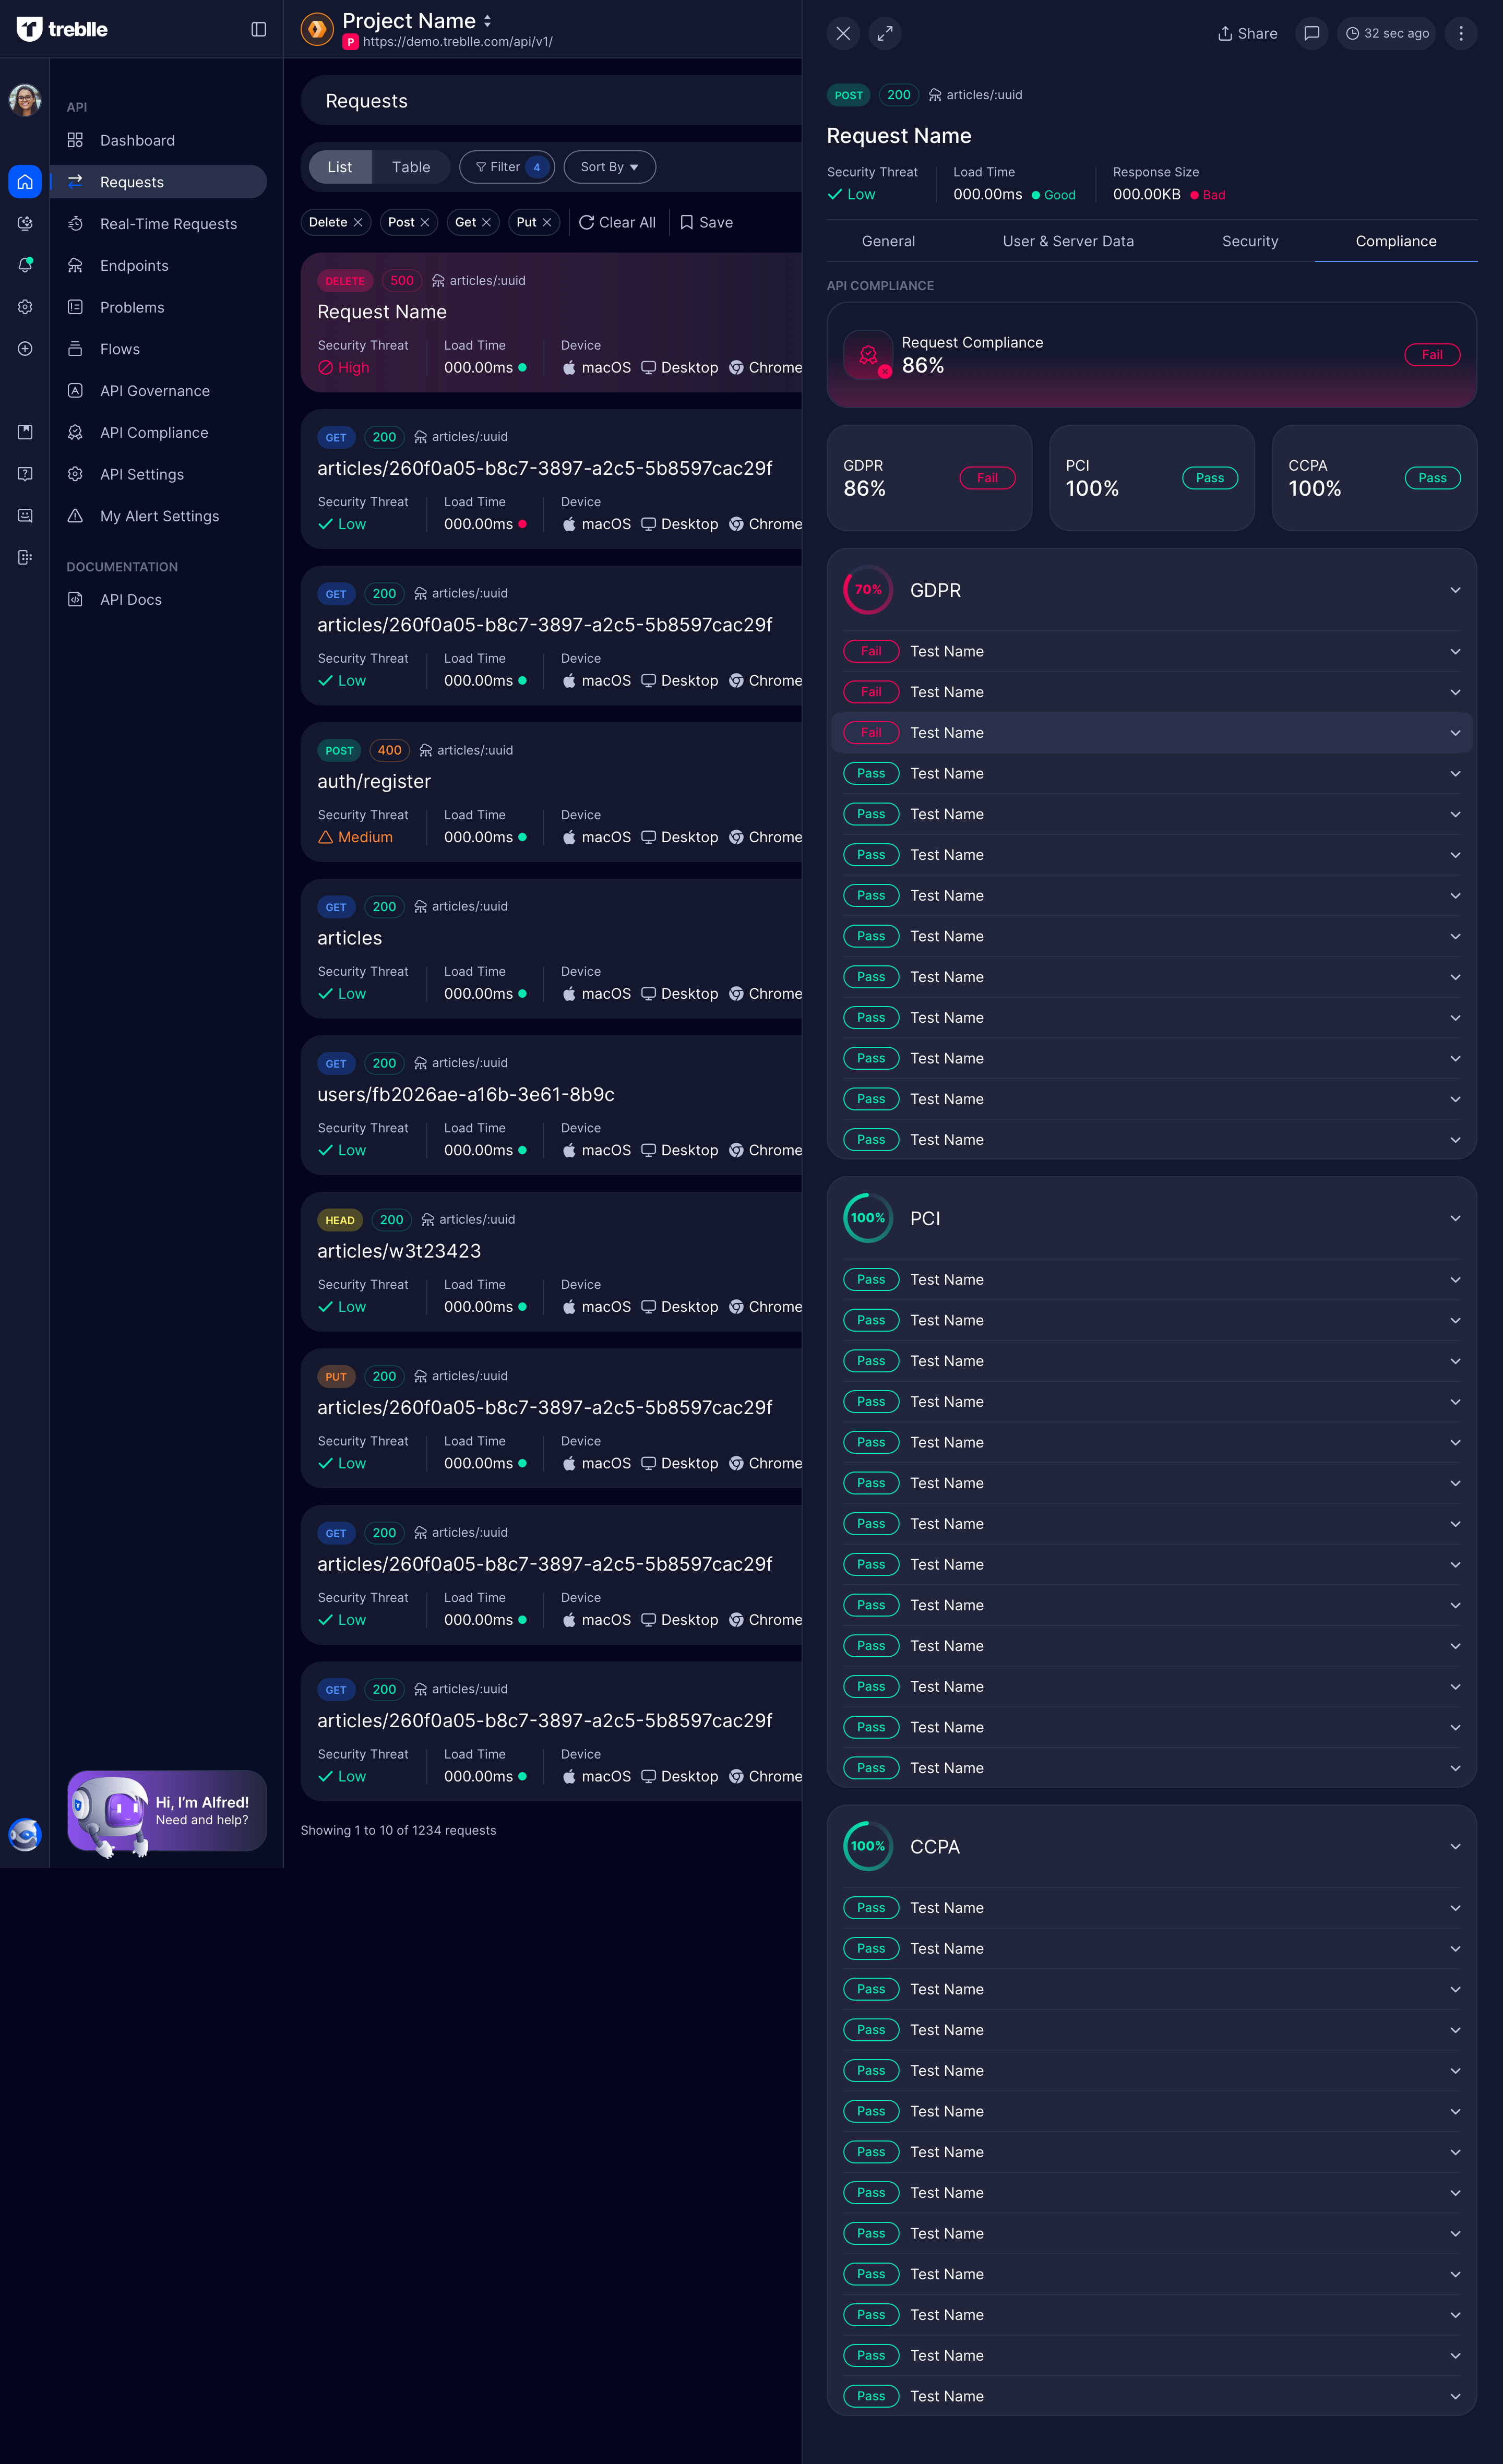 treblle
API
Dashboard
Requests
Real-Time Requests
Endpoints
Problems
Flows
API Governance
API Compliance
API Settings
My Alert Settings
DOCUMENTATION
API Docs
Hi, I'm Alfred!
Need and help?
Project Name
P https://demo.treblle.com/api/v1/
Requests
List Table Filter 4 Sort By
Delete Post Get Put Clear All Save
DELETE 500 articles/:uuid
Request Name
Security Threat Load Time Device
High 000.00ms macOS Desktop Chrome
GET 200 articles/:uuid
articles/260f0a05-b8c7-3897-a2c5-5b8597cac29f
Security Threat Load Time Device
Low 000.00ms macOS Desktop Chrome
GET 200 articles/:uuid
articles/260f0a05-b8c7-3897-a2c5-5b8597cac29f
Security Threat Load Time Device
Low 000.00ms macOS Desktop Chrome
POST 400 articles/:uuid
auth/register
Security Threat Load Time Device
Medium 000.00ms macOS Desktop Chrome
GET 200 articles/:uuid
articles
Security Threat Load Time Device
Low 000.00ms macOS Desktop Chrome
GET 200 articles/:uuid
users/fb2026ae-a16b-3e61-8b9c
Security Threat Load Time Device
Low 000.00ms macOS Desktop Chrome
HEAD 200 articles/:uuid
articles/w3t23423
Security Threat Load Time Device
Low 000.00ms macOS Desktop Chrome
PUT 200 articles/:uuid
articles/260f0a05-b8c7-3897-a2c5-5b8597cac29f
Security Threat Load Time Device
Low 000.00ms macOS Desktop Chrome
GET 200 articles/:uuid
articles/260f0a05-b8c7-3897-a2c5-5b8597cac29f
Security Threat Load Time Device
Low 000.00ms macOS Desktop Chrome
GET 200 articles/:uuid
articles/260f0a05-b8c7-3897-a2c5-5b8597cac29f
Security Threat Load Time Device
Low 000.00ms macOS Desktop Chrome
Showing 1 to 10 of 1234 requests
Share 32 sec ago
POST 200 articles/:uuid
Request Name
Security Threat Load Time Response Size
Low 000.00ms Good 000.00KB Bad
General User & Server Data Security Compliance
API COMPLIANCE
Request Compliance
86% Fail
GDPR PCI CCPA
86% Fail 100% Pass 100% Pass
70% GDPR
Fail Test Name
Fail Test Name
Fail Test Name
Pass Test Name
Pass Test Name
Pass Test Name
Pass Test Name
Pass Test Name
Pass Test Name
Pass Test Name
Pass Test Name
Pass Test Name
Pass Test Name
100% PCI
Pass Test Name
Pass Test Name
Pass Test Name
Pass Test Name
Pass Test Name
Pass Test Name
Pass Test Name
Pass Test Name
Pass Test Name
Pass Test Name
Pass Test Name
Pass Test Name
Pass Test Name
100% CCPA
Pass Test Name
Pass Test Name
Pass Test Name
Pass Test Name
Pass Test Name
Pass Test Name
Pass Test Name
Pass Test Name
Pass Test Name
Pass Test Name
Pass Test Name
Pass Test Name
Pass Test Name